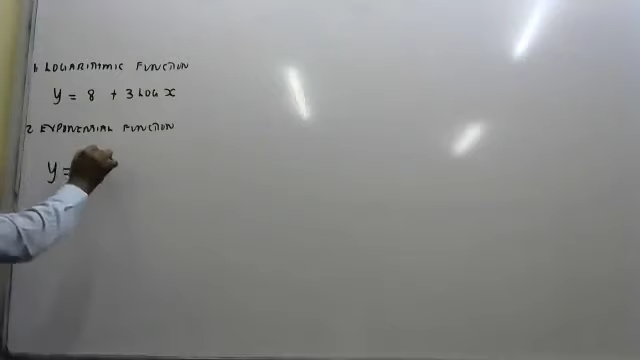 1. LOGARITHMIC FUNCTION
y = 8 + 3 LOG x
2 EXPONENTIAL FUNCTION
y =